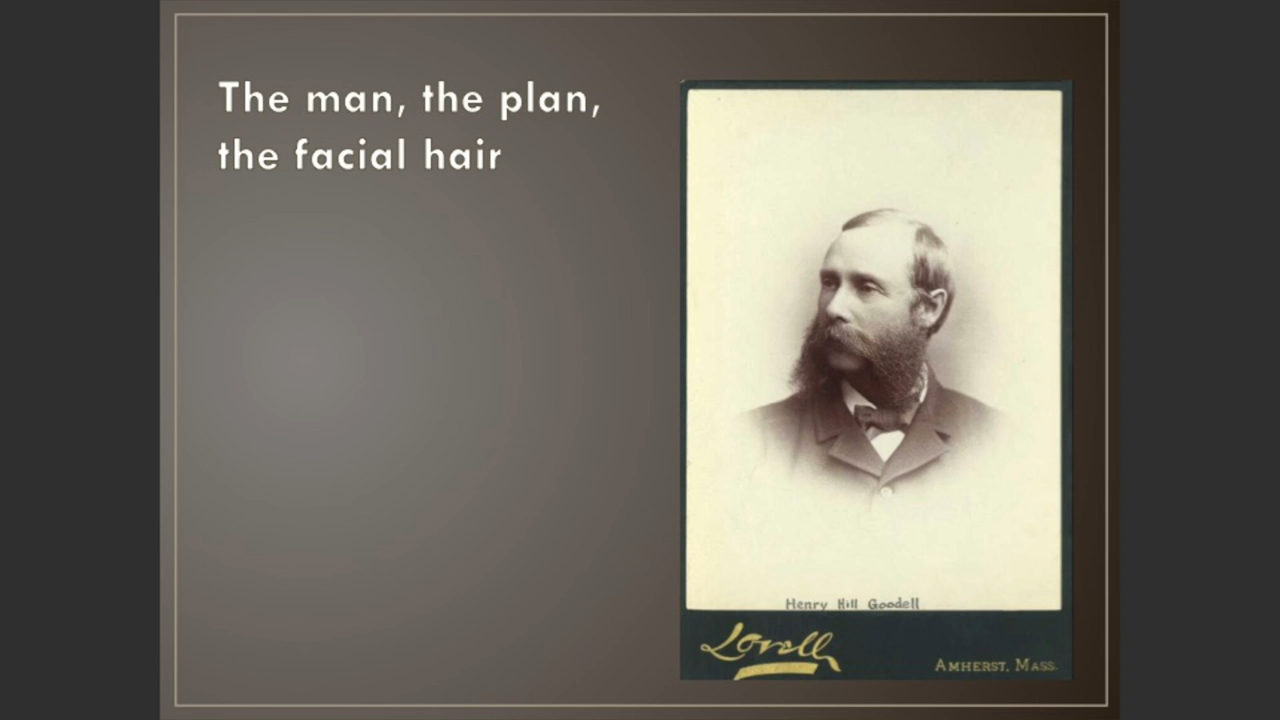 The man, the plan,
the facial hair
Henry Hill Goodell
Lovell
AMHERST, MASS.